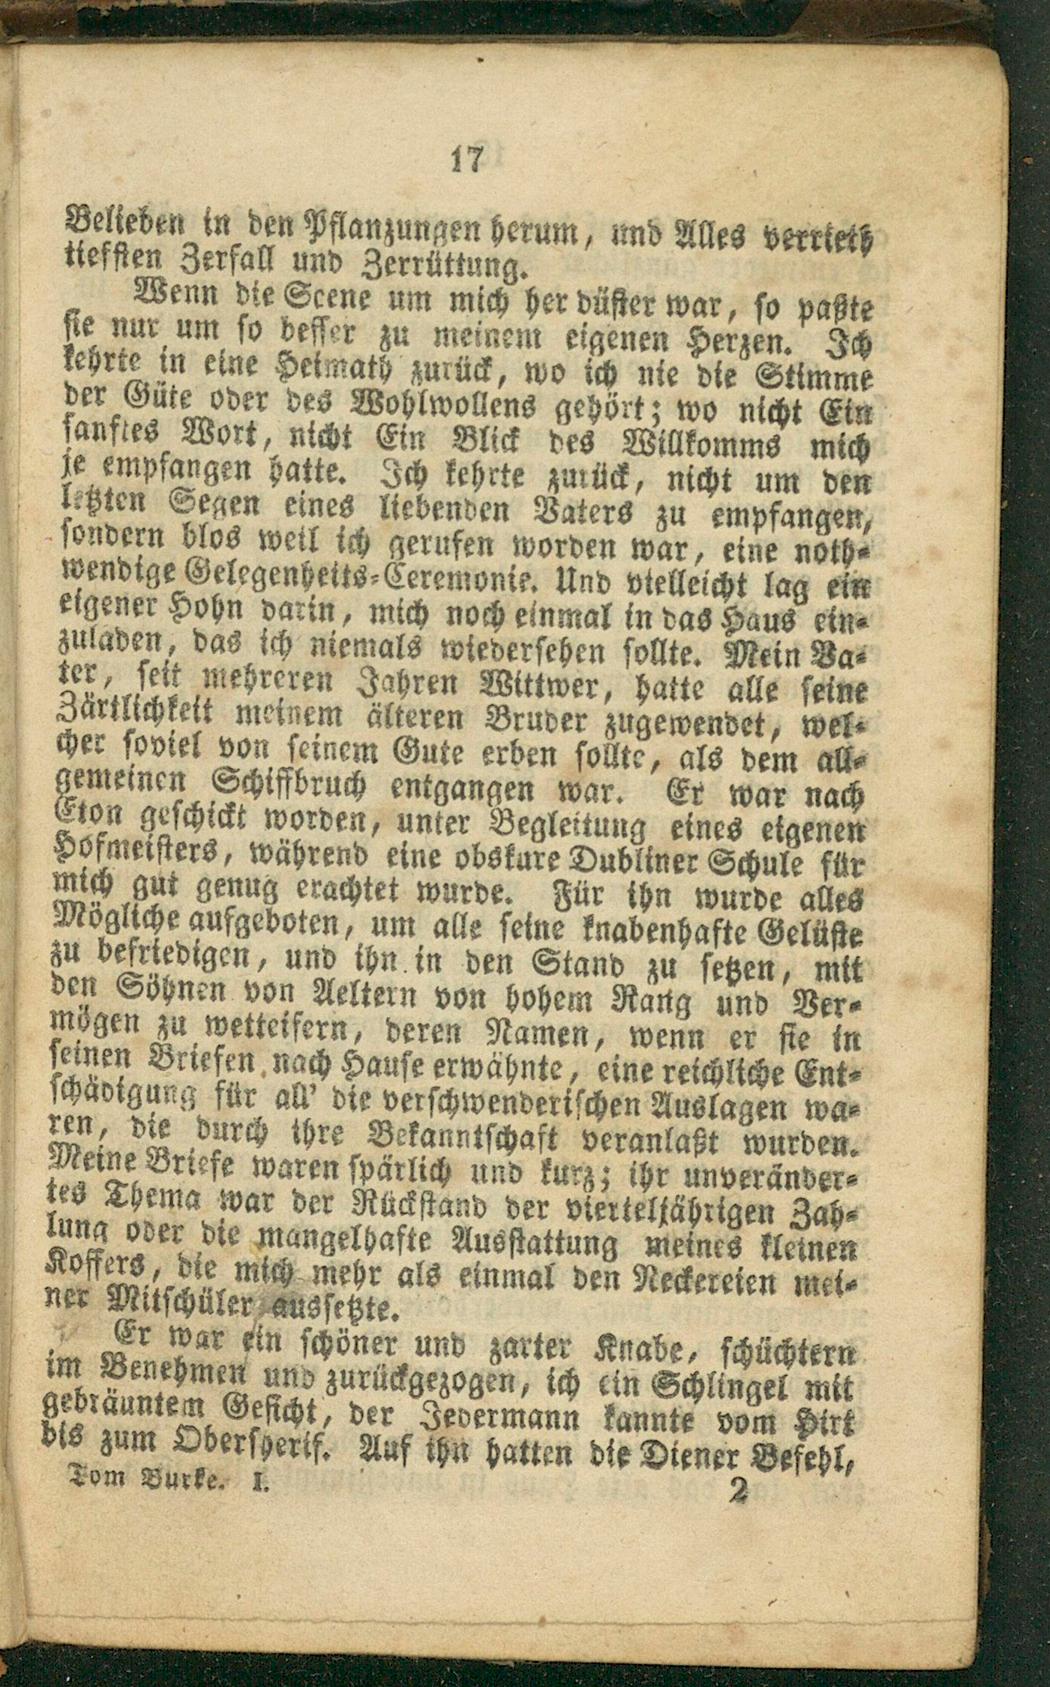 17
Belieben in den Pflanzungen herum, und Alles verrieth
tiefsten Zerfall und Zerrüttung.
Wenn die Scene um mich her düster war, so paßte
sie nur um so besser zu meinem eigenen Herzen. Ich
kehrte in eine Heimath zurück, wo ich nie die Stimme
der Güte oder des Wohlwollens gehört; wo nicht Ein
sanftes Wort, nicht Ein Blick des Willkomms mich
je empfangen hatte. Ich kehrte zurück, nicht um den
letzten Segen eines liebenden Vaters zu empfangen,
sondern blos weil ich gerufen worden war, eine noth-
wendige Gelegenheits-Ceremonie. Und vielleicht lag ein
eigener Hohn darin, mich noch einmal in das Haus ein-
zuladen, das ich niemals wiedersehen sollte. Mein Va-
ter, seit mehreren Jahren Wittwer, hatte alle seine
Zärtlichkeit meinem älteren Bruder zugewendet, wel-
cher soviel von seinem Gute erben sollte, als dem all-
gemeinen Schiffbruch entgangen war. Er war nach
Eton geschickt worden, unter Begleitung eines eigenen
Hofmeisters, während eine obskure Dubliner Schule für
mich gut genug erachtet wurde. Für ihn wurde alles
Mögliche aufgeboten, um alle seine knabenhafte Gelüste
zu befriedigen, und ihn in den Stand zu setzen, mit
den Söhnen von Aeltern von hohem Rang und Ver-
mögen zu wetteifern, deren Namen, wenn er sie in
seinen Briefen nach Hause erwähnte, eine reichliche Ent-
schädigung für all' die verschwenderischen Auslagen wa-
ren, die durch ihre Bekanntschaft veranlaßt wurden.
Meine Briefe waren spärlich und kurz; ihr unveränder-
tes Thema war der Rückstand der vierteljährigen Zah-
lung oder die mangelhafte Ausstattung meines kleinen
Koffers, die mich mehr als einmal den Neckereien mei-
ner Mitschüler aussetzte.
Er war ein schöner und zarter Knabe, schüchtern
im Benehmen und zurückgezogen, ich ein Schlingel mit
gebräuntem Gesicht, der Jedermann kannte vom Hirt
bis zum Obersherif. Auf ihn hatten die Diener Befehl,
Tom Burke. I. 2